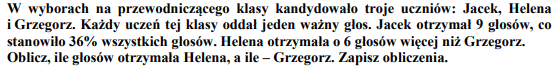 W wyborach na przewodniczącego klasy kandydowało troje uczniów: Jacek, Helena
i Grzegorz. Każdy uczeń tej klasy oddał jeden ważny głos. Jacek otrzymał 9 głosów, co
stanowiło 36% wszystkich głosów. Helena otrzymała o 6 głosów więcej niż Grzegorz.
Oblicz, ile głosów otrzymała Helena, a ile – Grzegorz. Zapisz obliczenia.